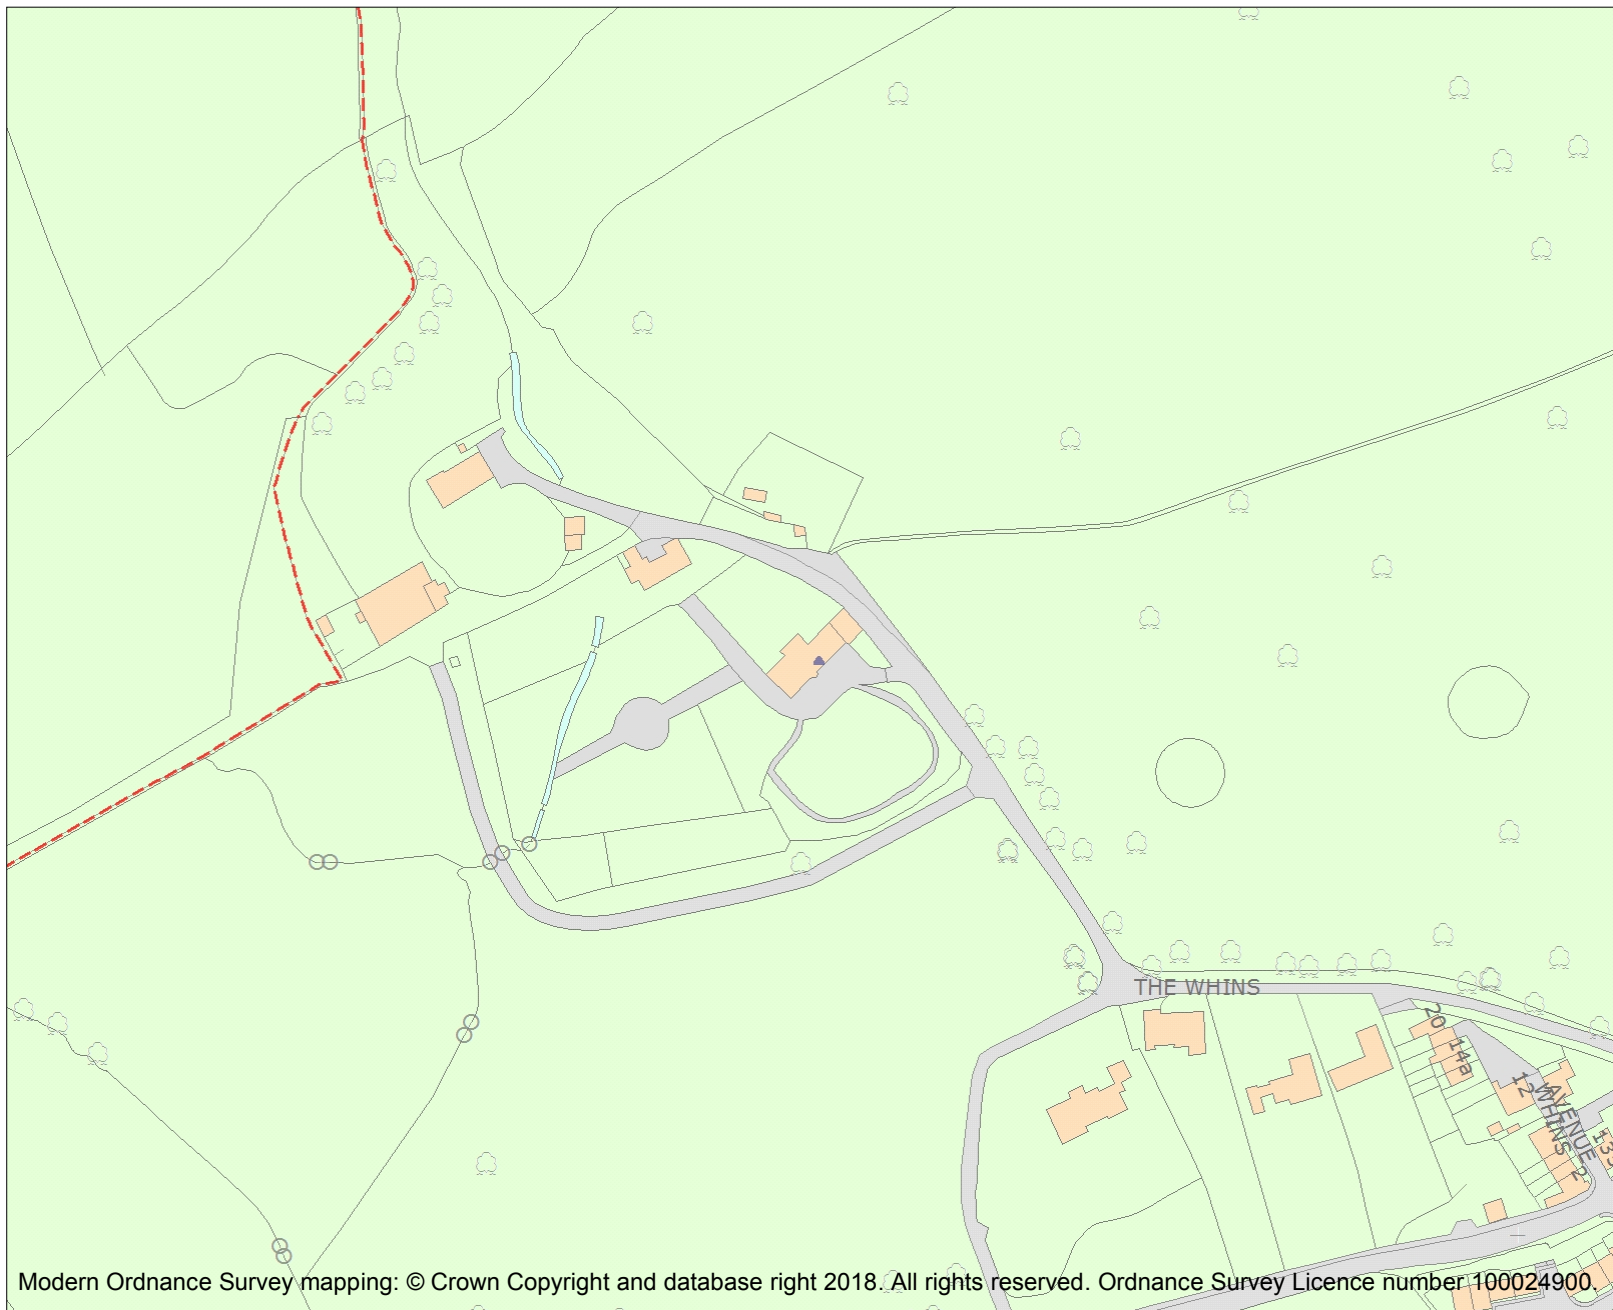 THE WHINS
20
14a
12
WHINS
AVENUE
2
Modern Ordnance Survey mapping: © Crown Copyright and database right 2018. All rights reserved. Ordnance Survey Licence number 100024900.